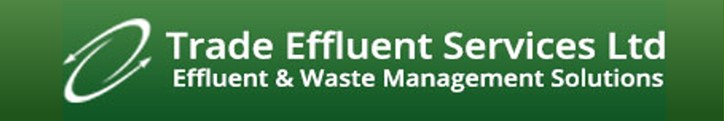 Trade Effluent Services Ltd
Effluent & Waste Management Solutions